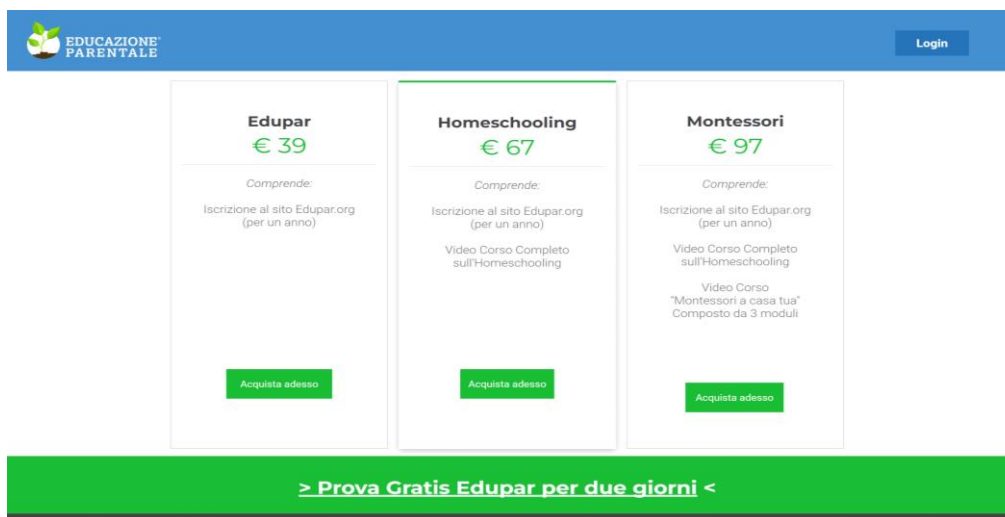 EDUCAZIONE®
PARENTALE
Login
Edupar
€ 39
Comprende:
Iscrizione al sito Edupar.org
(per un anno)
Acquista adesso
Homeschooling
€ 67
Comprende:
Iscrizione al sito Edupar.org
(per un anno)
Video Corso Completo
sull'Homeschooling
Acquista adesso
Montessori
€ 97
Comprende:
Iscrizione al sito Edupar.org
(per un anno)
Video Corso Completo
sull'Homeschooling
Video Corso
"Montessori a casa tua"
Composto da 3 moduli
Acquista adesso
> Prova Gratis Edupar per due giorni <